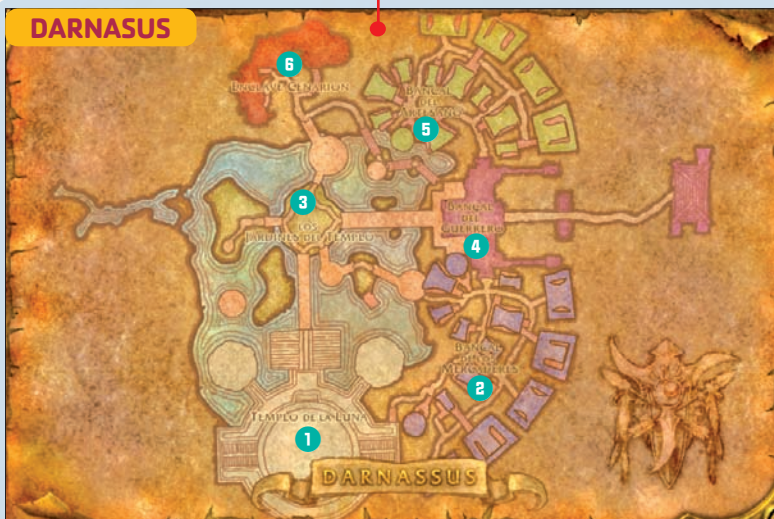 DARNASUS
6
ENCLAVE CENARION
BANCAL
DEL
ARTESANO
5
3
LOS
JARDINES DEL TEMPLO
BANCAL
DEL
GUERRERO
4
BANCAL
DE LOS
MERCADERES
2
TEMPLO DE LA LUNA
1
DARNASSUS